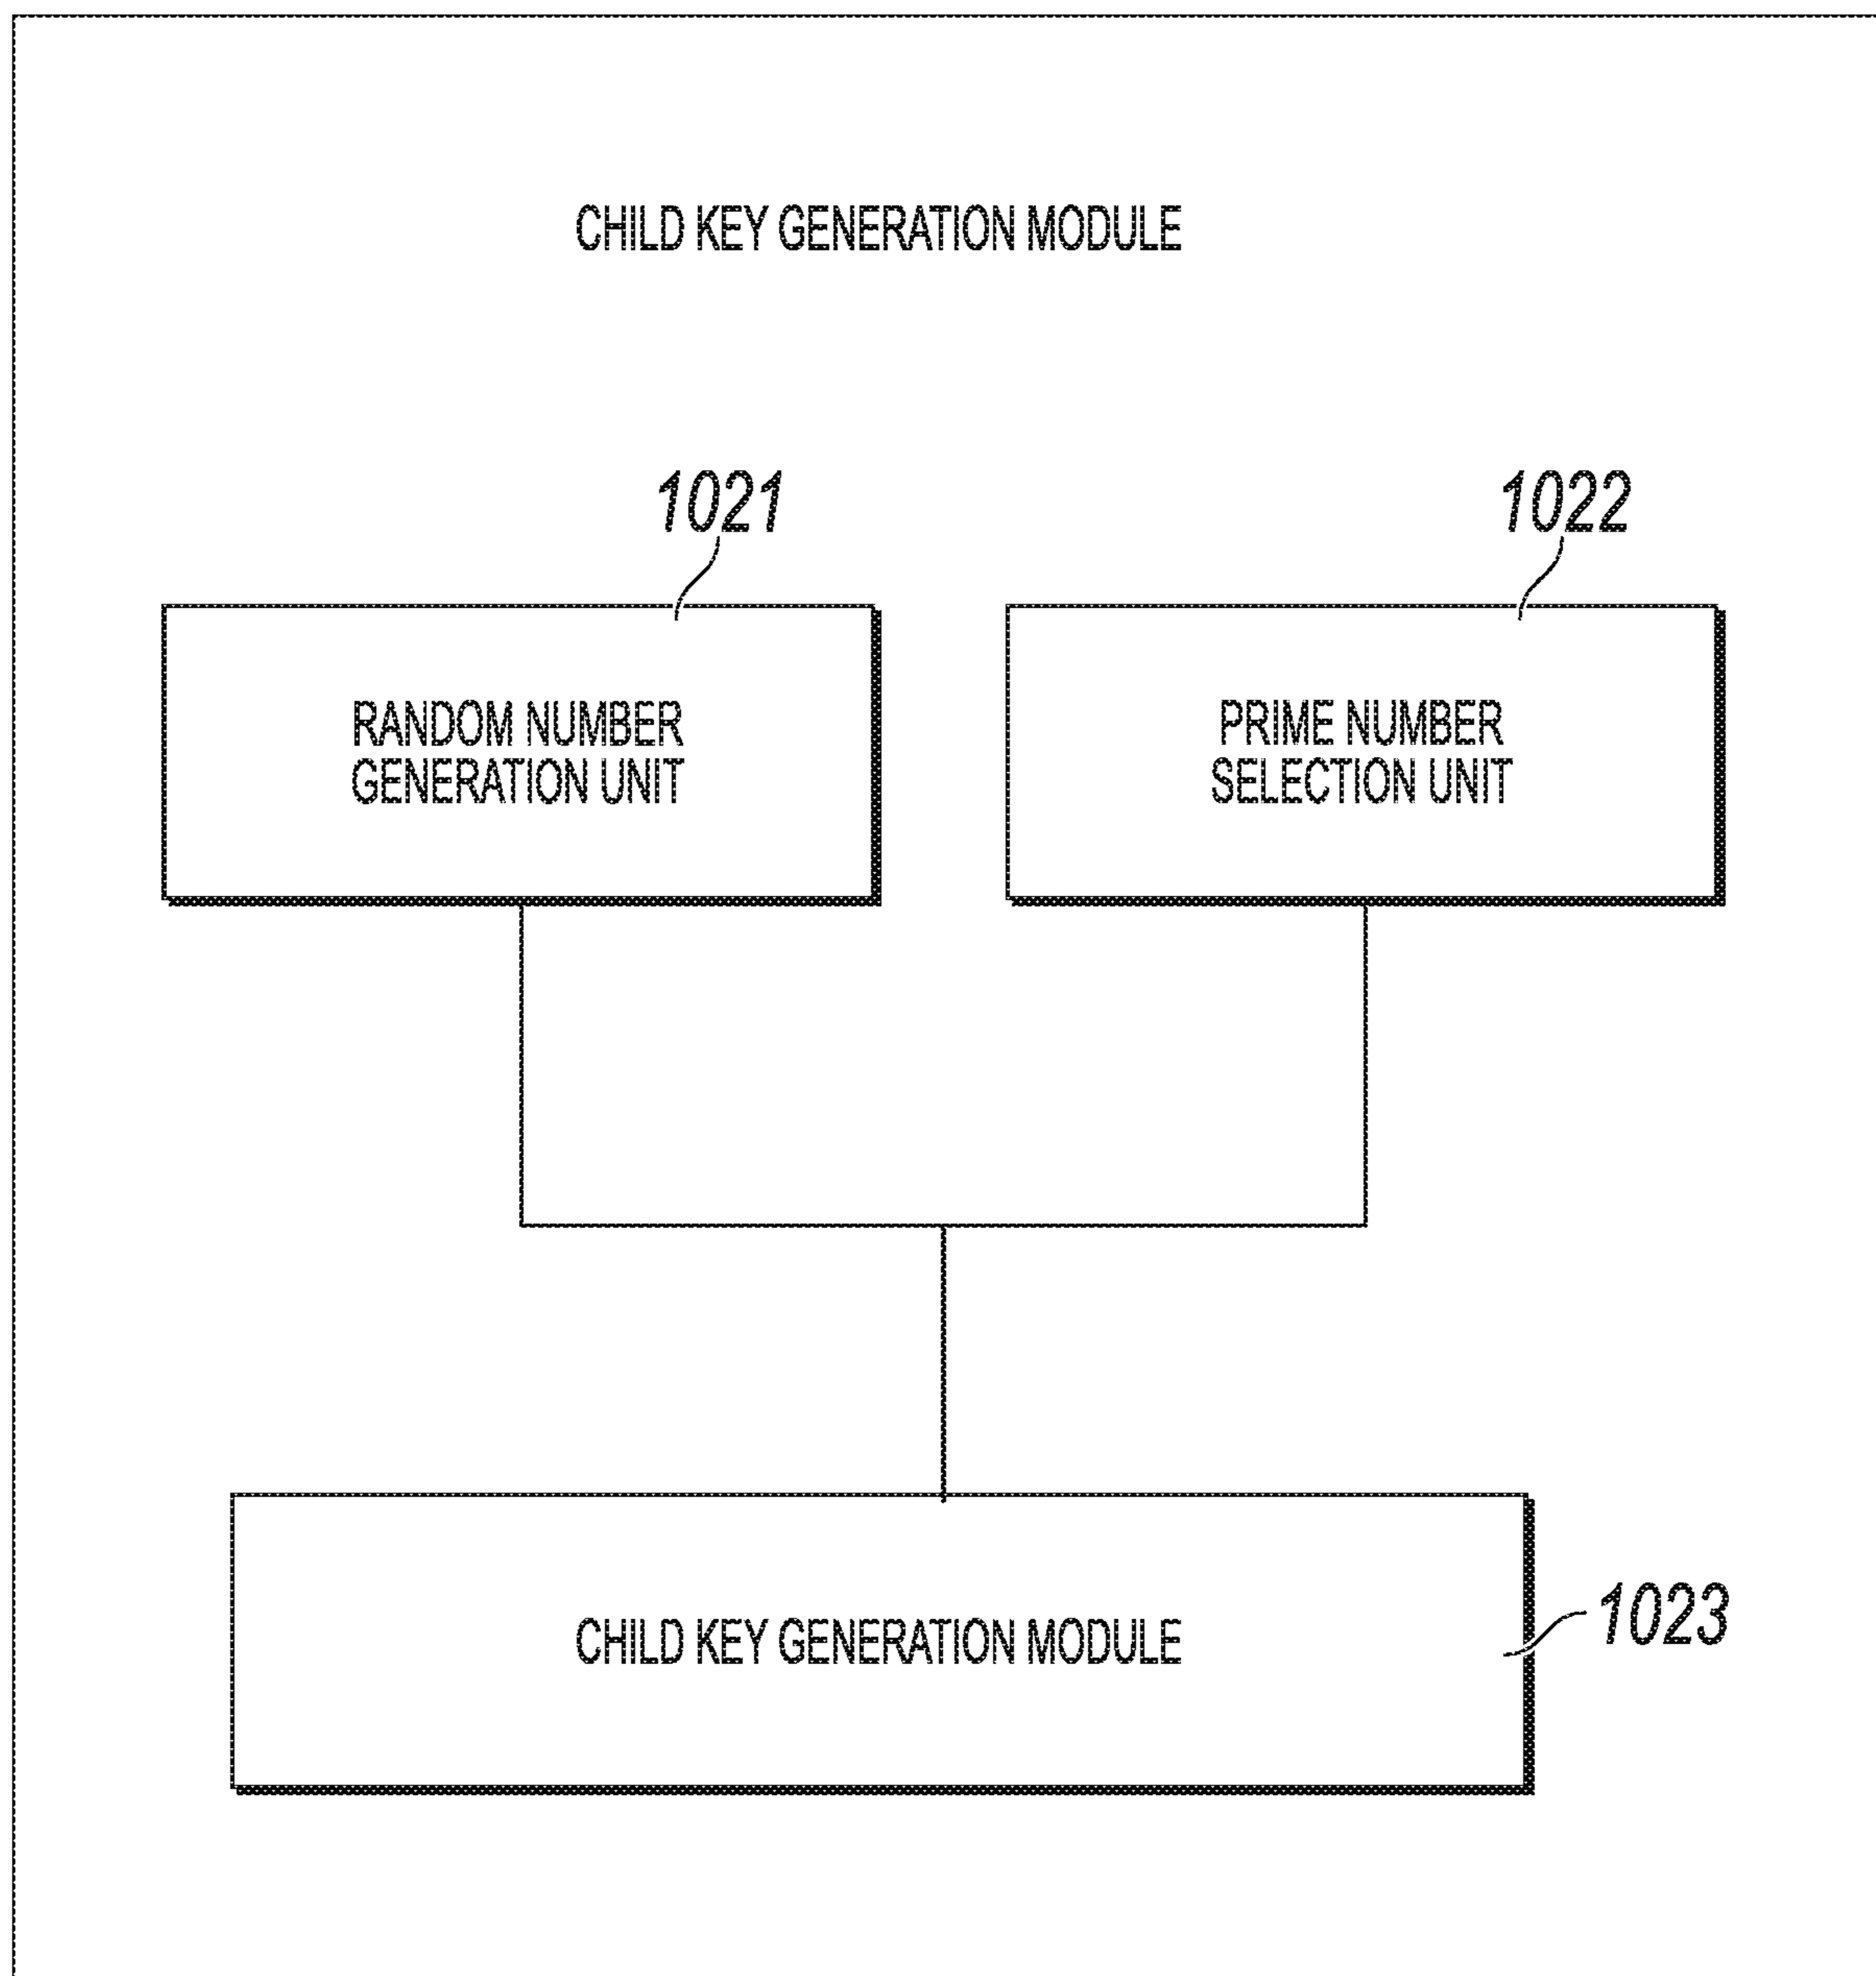 CHILD KEY GENERATION MODULE
1021
1022
RANDOM NUMBER
GENERATION UNIT
PRIME NUMBER
SELECTION UNIT
CHILD KEY GENERATION MODULE
1023